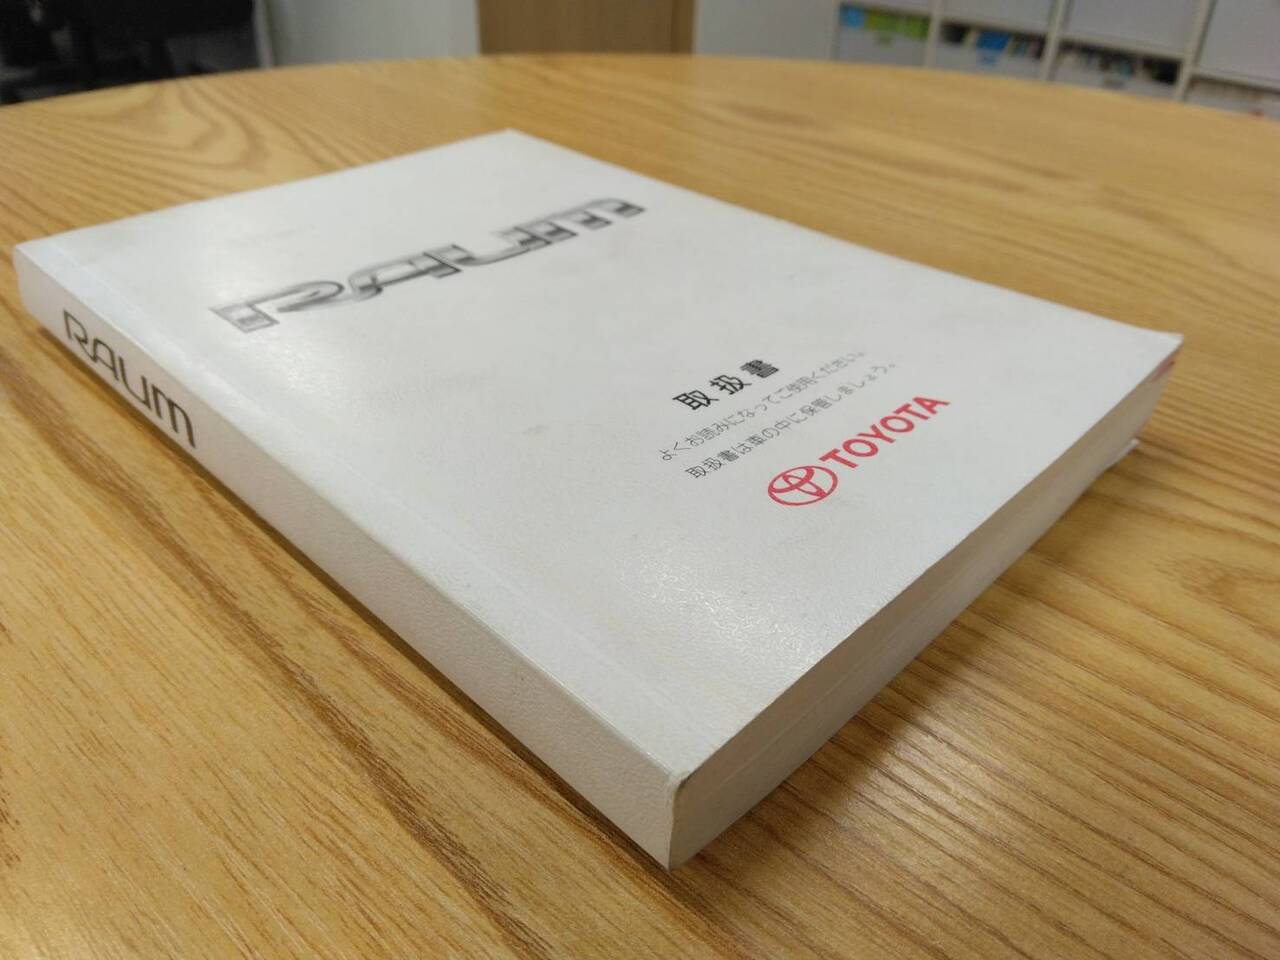 RAUM
RAUM
取扱書
よくお読みになってご使用ください。
取扱書は車の中に保管しましょう。
TOYOTA